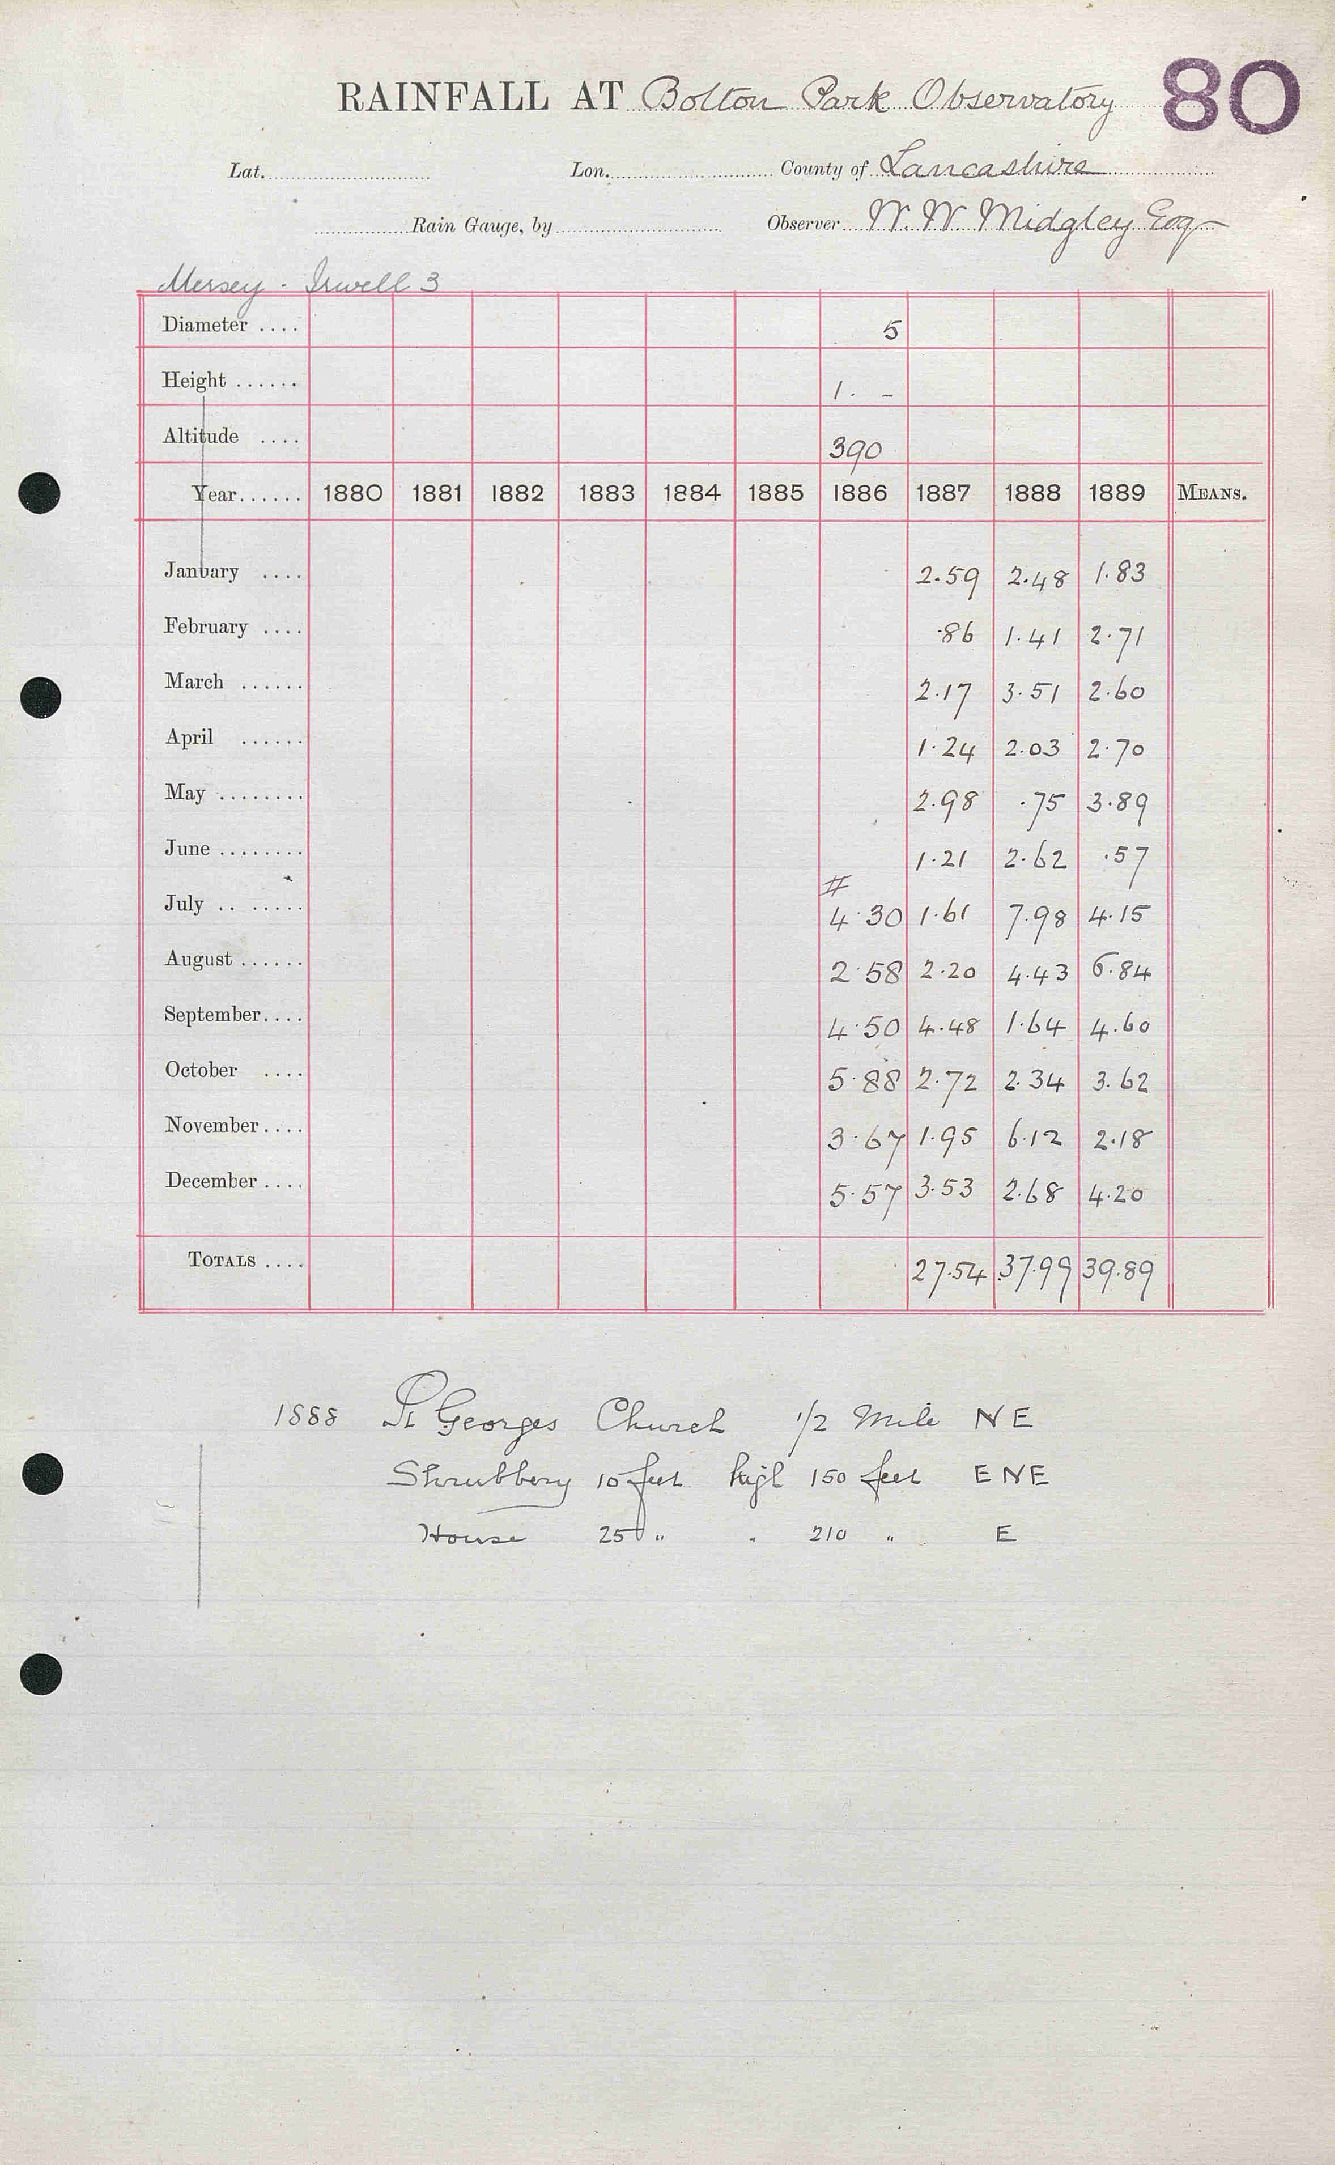 RAINFALL AT Bolton Park Observatory 80
Lat. Lon. County of Lancashire
Rain Gauge, by Observer W. W Midgley Esq
Mersey - Irwell 3
Diameter .... 5
Height ...... 1. -
Altitude .... 390
Year...... 1880 1881 1882 1883 1884 1885 1886 1887 1888 1889 MEANS.
January .... 2.59 2.48 1.83
February .... .86 1.41 2.71
March ...... 2.17 3.51 2.60
April ...... 1.24 2.03 2.70
May ........ 2.98 .75 3.89
June ........ 1.21 2.62 .57
#
July .. ..... 4.30 1.61 7.98 4.15
August ...... 2.58 2.20 4.43 6.84
September.... 4.50 4.48 1.64 4.60
October .... 5.88 2.72 2.34 3.62
November.... 3.67 1.95 6.12 2.18
December .... 5.57 3.53 2.68 4.20
TOTALS .... 27.54 37.99 39.89
1888 St Georges Church 1/2 Mile NE
Shrubbery 10 feet high 150 feet ENE
House 25 " " 210 " E